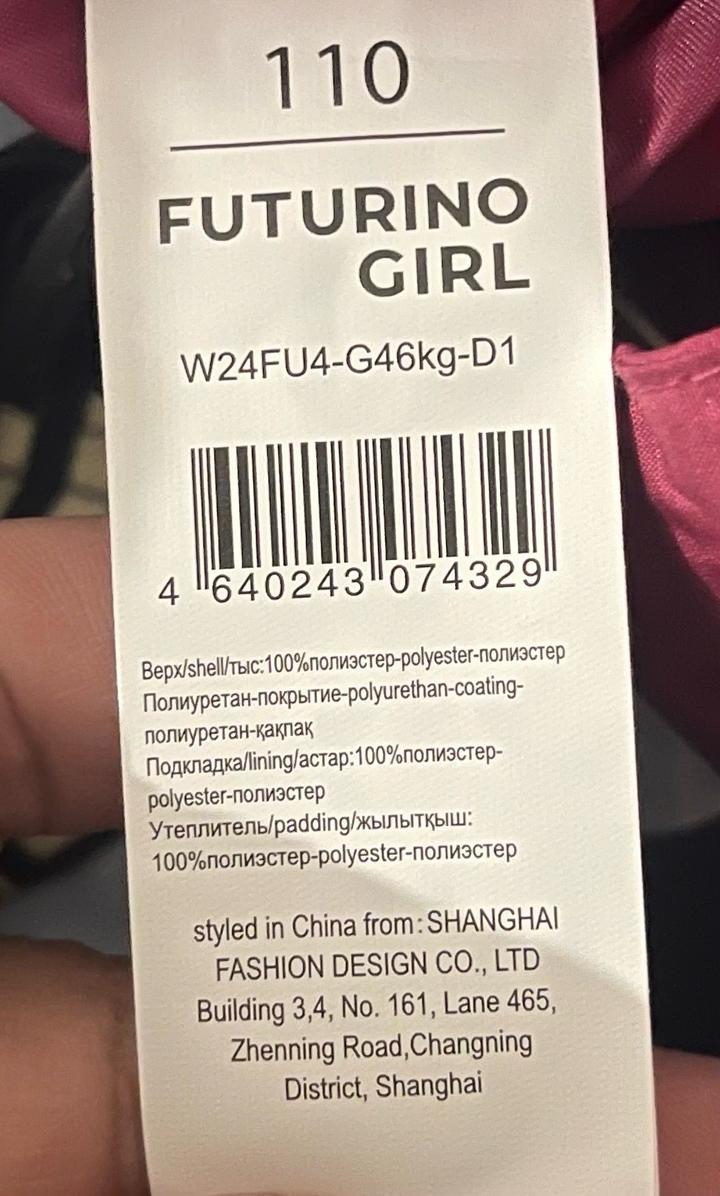 110
FUTURINO
GIRL
W24FU4-G46kg-D1
4 640243 074329
Верх/shell/тыс:100%полиэстер-polyester-полиэстер
Полиуретан-покрытие-polyurethan-coating-
полиуретан-қақпақ
Подкладка/lining/астар:100%полиэстер-
polyester-полиэстер
Утеплитель/padding/жылытқыш:
100%полиэстер-polyester-полиэстер
styled in China from:SHANGHAI
FASHION DESIGN CO., LTD
Building 3,4, No. 161, Lane 465,
Zhenning Road,Changning
District, Shanghai